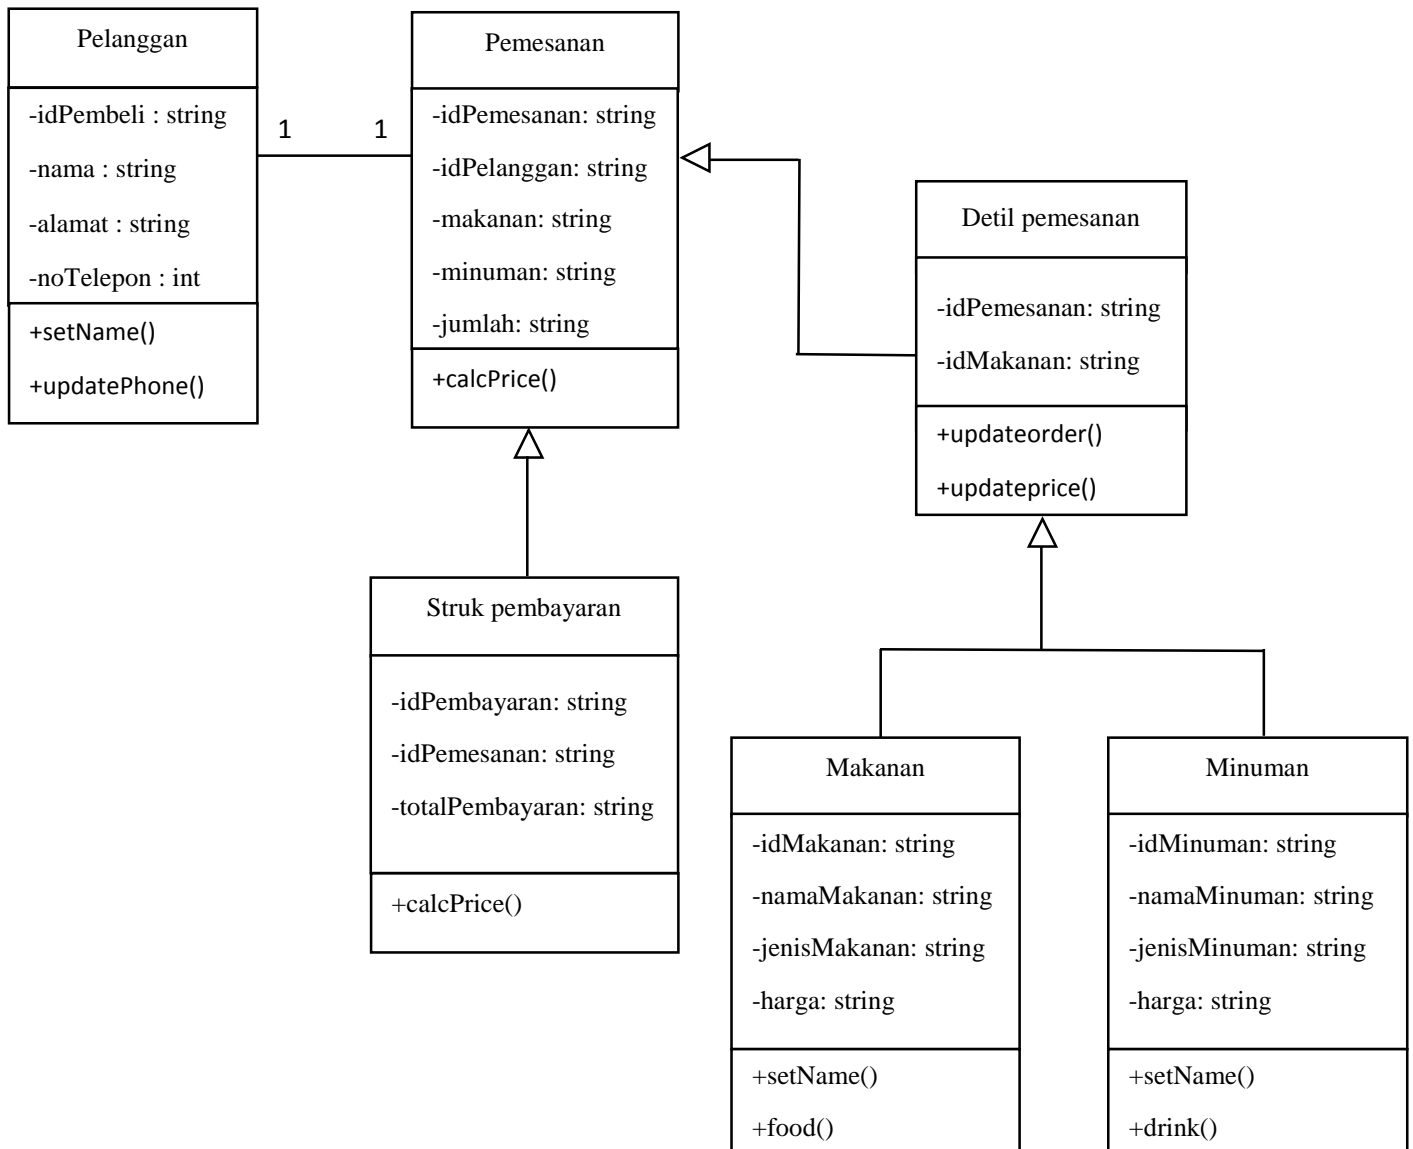 Pelanggan
-idPembeli : string
-nama : string
-alamat : string
-noTelepon : int
+setName()
+updatePhone()
1
1
Pemesanan
-idPemesanan: string
-idPelanggan: string
-makanan: string
-minuman: string
-jumlah: string
+calcPrice()
Detil pemesanan
-idPemesanan: string
-idMakanan: string
+updateorder()
+updateprice()
Struk pembayaran
-idPembayaran: string
-idPemesanan: string
-totalPembayaran: string
+calcPrice()
Makanan
-idMakanan: string
-namaMakanan: string
-jenisMakanan: string
-harga: string
+setName()
+food()
Minuman
-idMinuman: string
-namaMinuman: string
-jenisMinuman: string
-harga: string
+setName()
+drink()